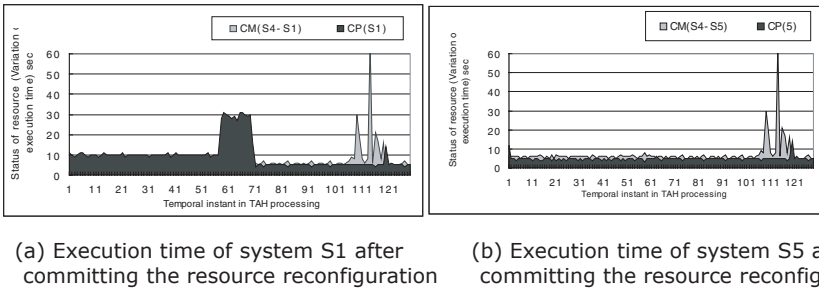 CM(S4- S1) CP(S1)
Status of resource (Variation
execution time) sec
60
50
40
30
20
10
0
1 11 21 31 41 51 61 71 81 91 101 111 121
Temporal instant in TAH processing
(a) Execution time of system S1 after
committing the resource reconfiguration
CM(S4-S5) CP(5)
Status of resource (Variation o
execution time) sec
60
50
40
30
20
10
0
1 11 21 31 41 51 61 71 81 91 101 111 121
Temporal instant in TAH processing
(b) Execution time of system S5 a
committing the resource reconfig